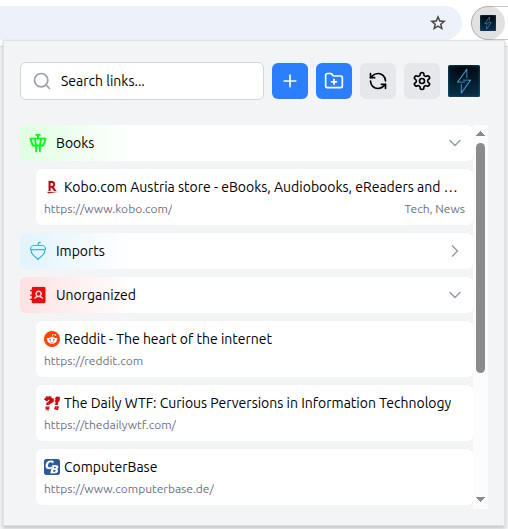 Search links...
Books
Kobo.com Austria store - eBooks, Audiobooks, eReaders and ...
https://www.kobo.com/ Tech, News
Imports
Unorganized
Reddit - The heart of the internet
https://reddit.com
?! The Daily WTF: Curious Perversions in Information Technology
https://thedailywtf.com/
CB ComputerBase
https://www.computerbase.de/